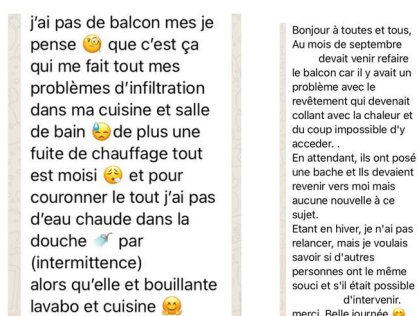 j'ai pas de balcon mes je
pense 🧐 que c'est ça
qui me fait tout mes
problèmes d'infiltration
dans ma cuisine et salle
de bain 😓de plus une
fuite de chauffage tout
est moisi 😮‍💨 et pour
couronner le tout j'ai pas
d'eau chaude dans la
douche 🚿 par
(intermittence)
alors qu'elle et bouillante
lavabo et cuisine 🤗
Bonjour à toutes et tous,
Au mois de septembre
devait venir refaire
le balcon car il y avait un
problème avec le
revêtement qui devenait
collant avec la chaleur et
du coup impossible d'y
acceder. .
En attendant, ils ont posé
une bache et Ils devaient
revenir vers moi mais
aucune nouvelle à ce
sujet.
Etant en hiver, je n'ai pas
relancer, mais je voulais
savoir si d'autres
personnes ont le même
souci et s'il était possible
d'intervenir.
merci. Belle journée 🤗